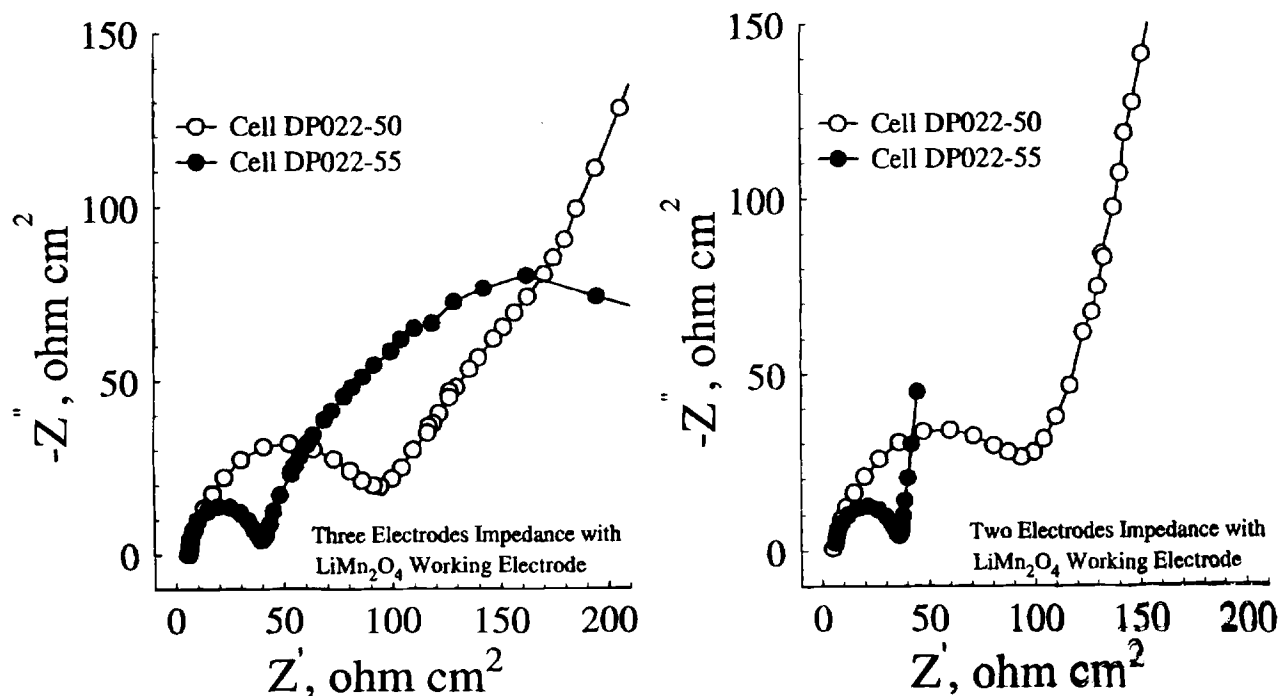 150
Cell DP022-50
Cell DP022-55
100
50
0
-Z'', ohm cm²
Three Electrodes Impedance with
LiMn₂O₄ Working Electrode
0 50 100 150 200
Z', ohm cm²
150
Cell DP022-50
Cell DP022-55
100
50
0
-Z'', ohm cm²
Two Electrodes Impedance with
LiMn₂O₄ Working Electrode
0 50 100 150 200
Z', ohm cm²